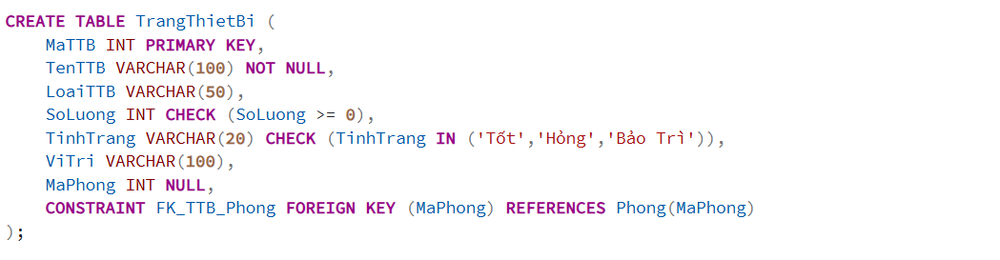 CREATE TABLE TrangThietBi (
    MaTTB INT PRIMARY KEY,
    TenTTB VARCHAR(100) NOT NULL,
    LoaiTTB VARCHAR(50),
    SoLuong INT CHECK (SoLuong >= 0),
    TinhTrang VARCHAR(20) CHECK (TinhTrang IN ('Tốt','Hỏng','Bảo Trì')),
    ViTri VARCHAR(100),
    MaPhong INT NULL,
    CONSTRAINT FK_TTB_Phong FOREIGN KEY (MaPhong) REFERENCES Phong(MaPhong)
);